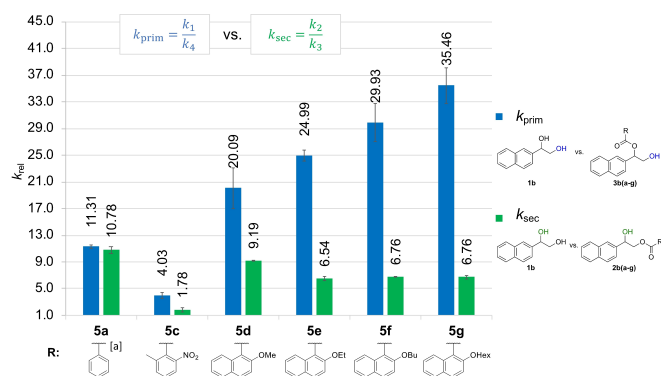 45.0
41.0
37.0
33.0
29.0
25.0
21.0
17.0
13.0
9.0
5.0
1.0
k_rel
k_prim = k_1/k_4 vs. k_sec = k_2/k_3
11.31
10.78
4.03
1.78
20.09
9.19
24.99
6.54
29.93
6.76
35.46
6.76
5a 5c 5d 5e 5f 5g
R:
[a]
NO2
OMe
OEt
OBu
OHex
k_prim
OH
OH
1b
vs.
R
O
O
OH
3b(a-g)
k_sec
OH
OH
1b
vs.
OH
O
R
O
2b(a-g)